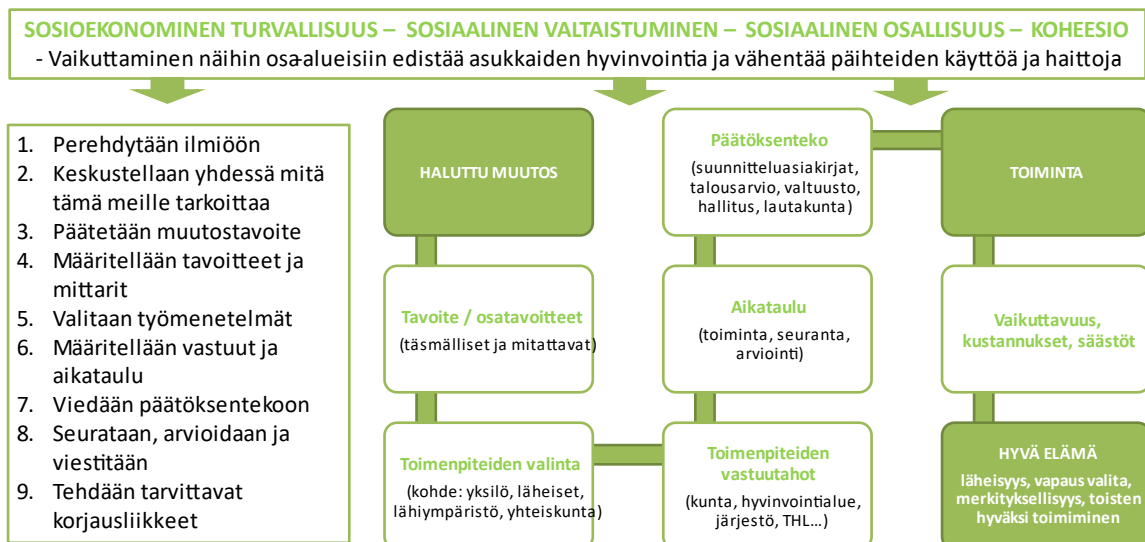 SOSIOEKONOMINEN TURVALLISUUS – SOSIAALINEN VALTAISTUMINEN – SOSIAALINEN OSALLISUUS – KOHEESIO
- Vaikuttaminen näihin osa-alueisiin edistää asukkaiden hyvinvointia ja vähentää päihteiden käyttöä ja haittoja
1. Perehdytään ilmiöön
2. Keskustellaan yhdessä mitä
tämä meille tarkoittaa
3. Päätetään muutostavoite
4. Määritellään tavoitteet ja
mittarit
5. Valitaan työmenetelmät
6. Määritellään vastuut ja
aikataulu
7. Viedään päätöksentekoon
8. Seurataan, arvioidaan ja
viestitään
9. Tehdään tarvittavat
korjausliikkeet
HALUTTU MUUTOS
Tavoite / osatavoitteet
(täsmälliset ja mitattavat)
Toimenpiteiden valinta
(kohde: yksilö, läheiset,
lähiympäristö, yhteiskunta)
Toimenpiteiden
vastuutahot
(kunta, hyvinvointialue,
järjestö, THL…)
Aikataulu
(toiminta, seuranta,
arviointi)
Päätöksenteko
(suunnitteluasiakirjat,
talousarvio, valtuusto,
hallitus, lautakunta)
TOIMINTA
Vaikuttavuus,
kustannukset, säästöt
HYVÄ ELÄMÄ
läheisyys, vapaus valita,
merkityksellisyys, toisten
hyväksi toimiminen